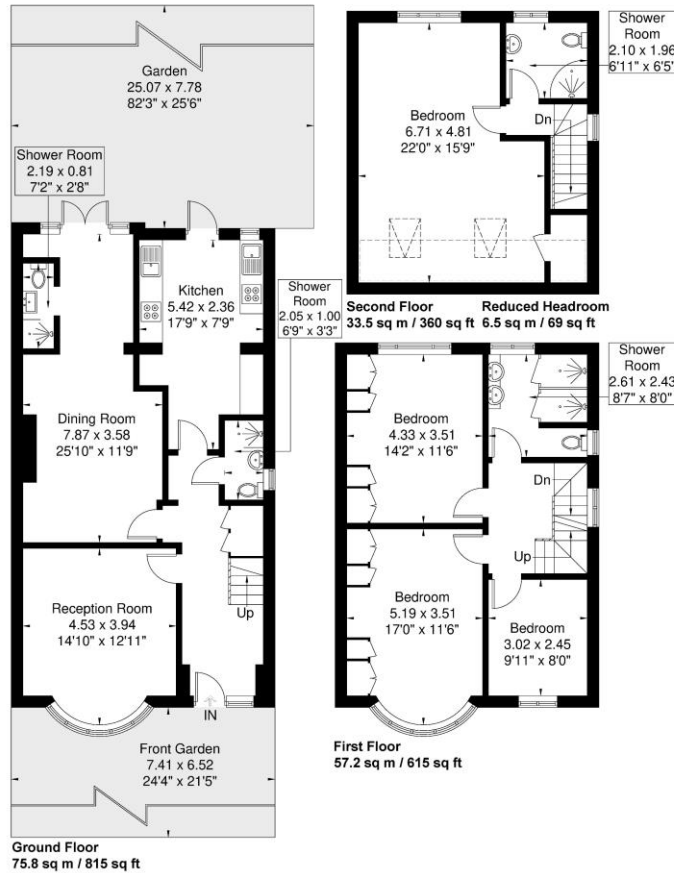 Garden
25.07 x 7.78
82'3" x 25'6"
Shower Room
2.19 x 0.81
7'2" x 2'8"
Kitchen
5.42 x 2.36
17'9" x 7'9"
Shower
Room
2.05 x 1.00
6'9" x 3'3"
Dining Room
7.87 x 3.58
25'10" x 11'9"
Reception Room
4.53 x 3.94
14'10" x 12'11"
Up
IN
Front Garden
7.41 x 6.52
24'4" x 21'5"
Ground Floor
75.8 sq m / 815 sq ft
Shower
Room
2.10 x 1.96
6'11" x 6'5"
Bedroom
6.71 x 4.81
22'0" x 15'9"
Dn
Second Floor
33.5 sq m / 360 sq ft
Reduced Headroom
6.5 sq m / 69 sq ft
Shower
Room
2.61 x 2.43
8'7" x 8'0"
Bedroom
4.33 x 3.51
14'2" x 11'6"
Dn
Up
Bedroom
5.19 x 3.51
17'0" x 11'6"
Bedroom
3.02 x 2.45
9'11" x 8'0"
First Floor
57.2 sq m / 615 sq ft